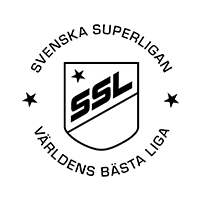 SVENSKA SUPERLIGAN
SSL
VÄRLDENS BÄSTA LIGA